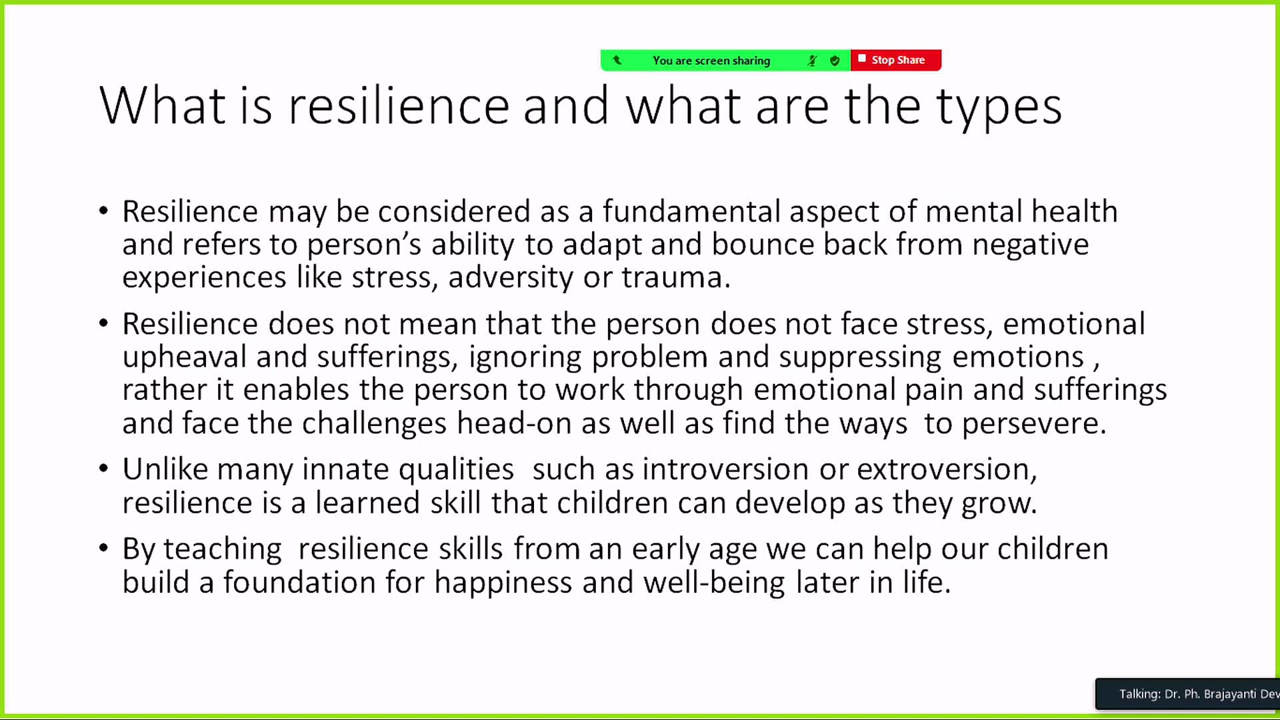 You are screen sharing Stop Share
What is resilience and what are the types
• Resilience may be considered as a fundamental aspect of mental health
and refers to person’s ability to adapt and bounce back from negative
experiences like stress, adversity or trauma.
• Resilience does not mean that the person does not face stress, emotional
upheaval and sufferings, ignoring problem and suppressing emotions ,
rather it enables the person to work through emotional pain and sufferings
and face the challenges head-on as well as find the ways  to persevere.
• Unlike many innate qualities  such as introversion or extroversion,
resilience is a learned skill that children can develop as they grow.
• By teaching  resilience skills from an early age we can help our children
build a foundation for happiness and well-being later in life.
Talking: Dr. Ph. Brajayanti Dev